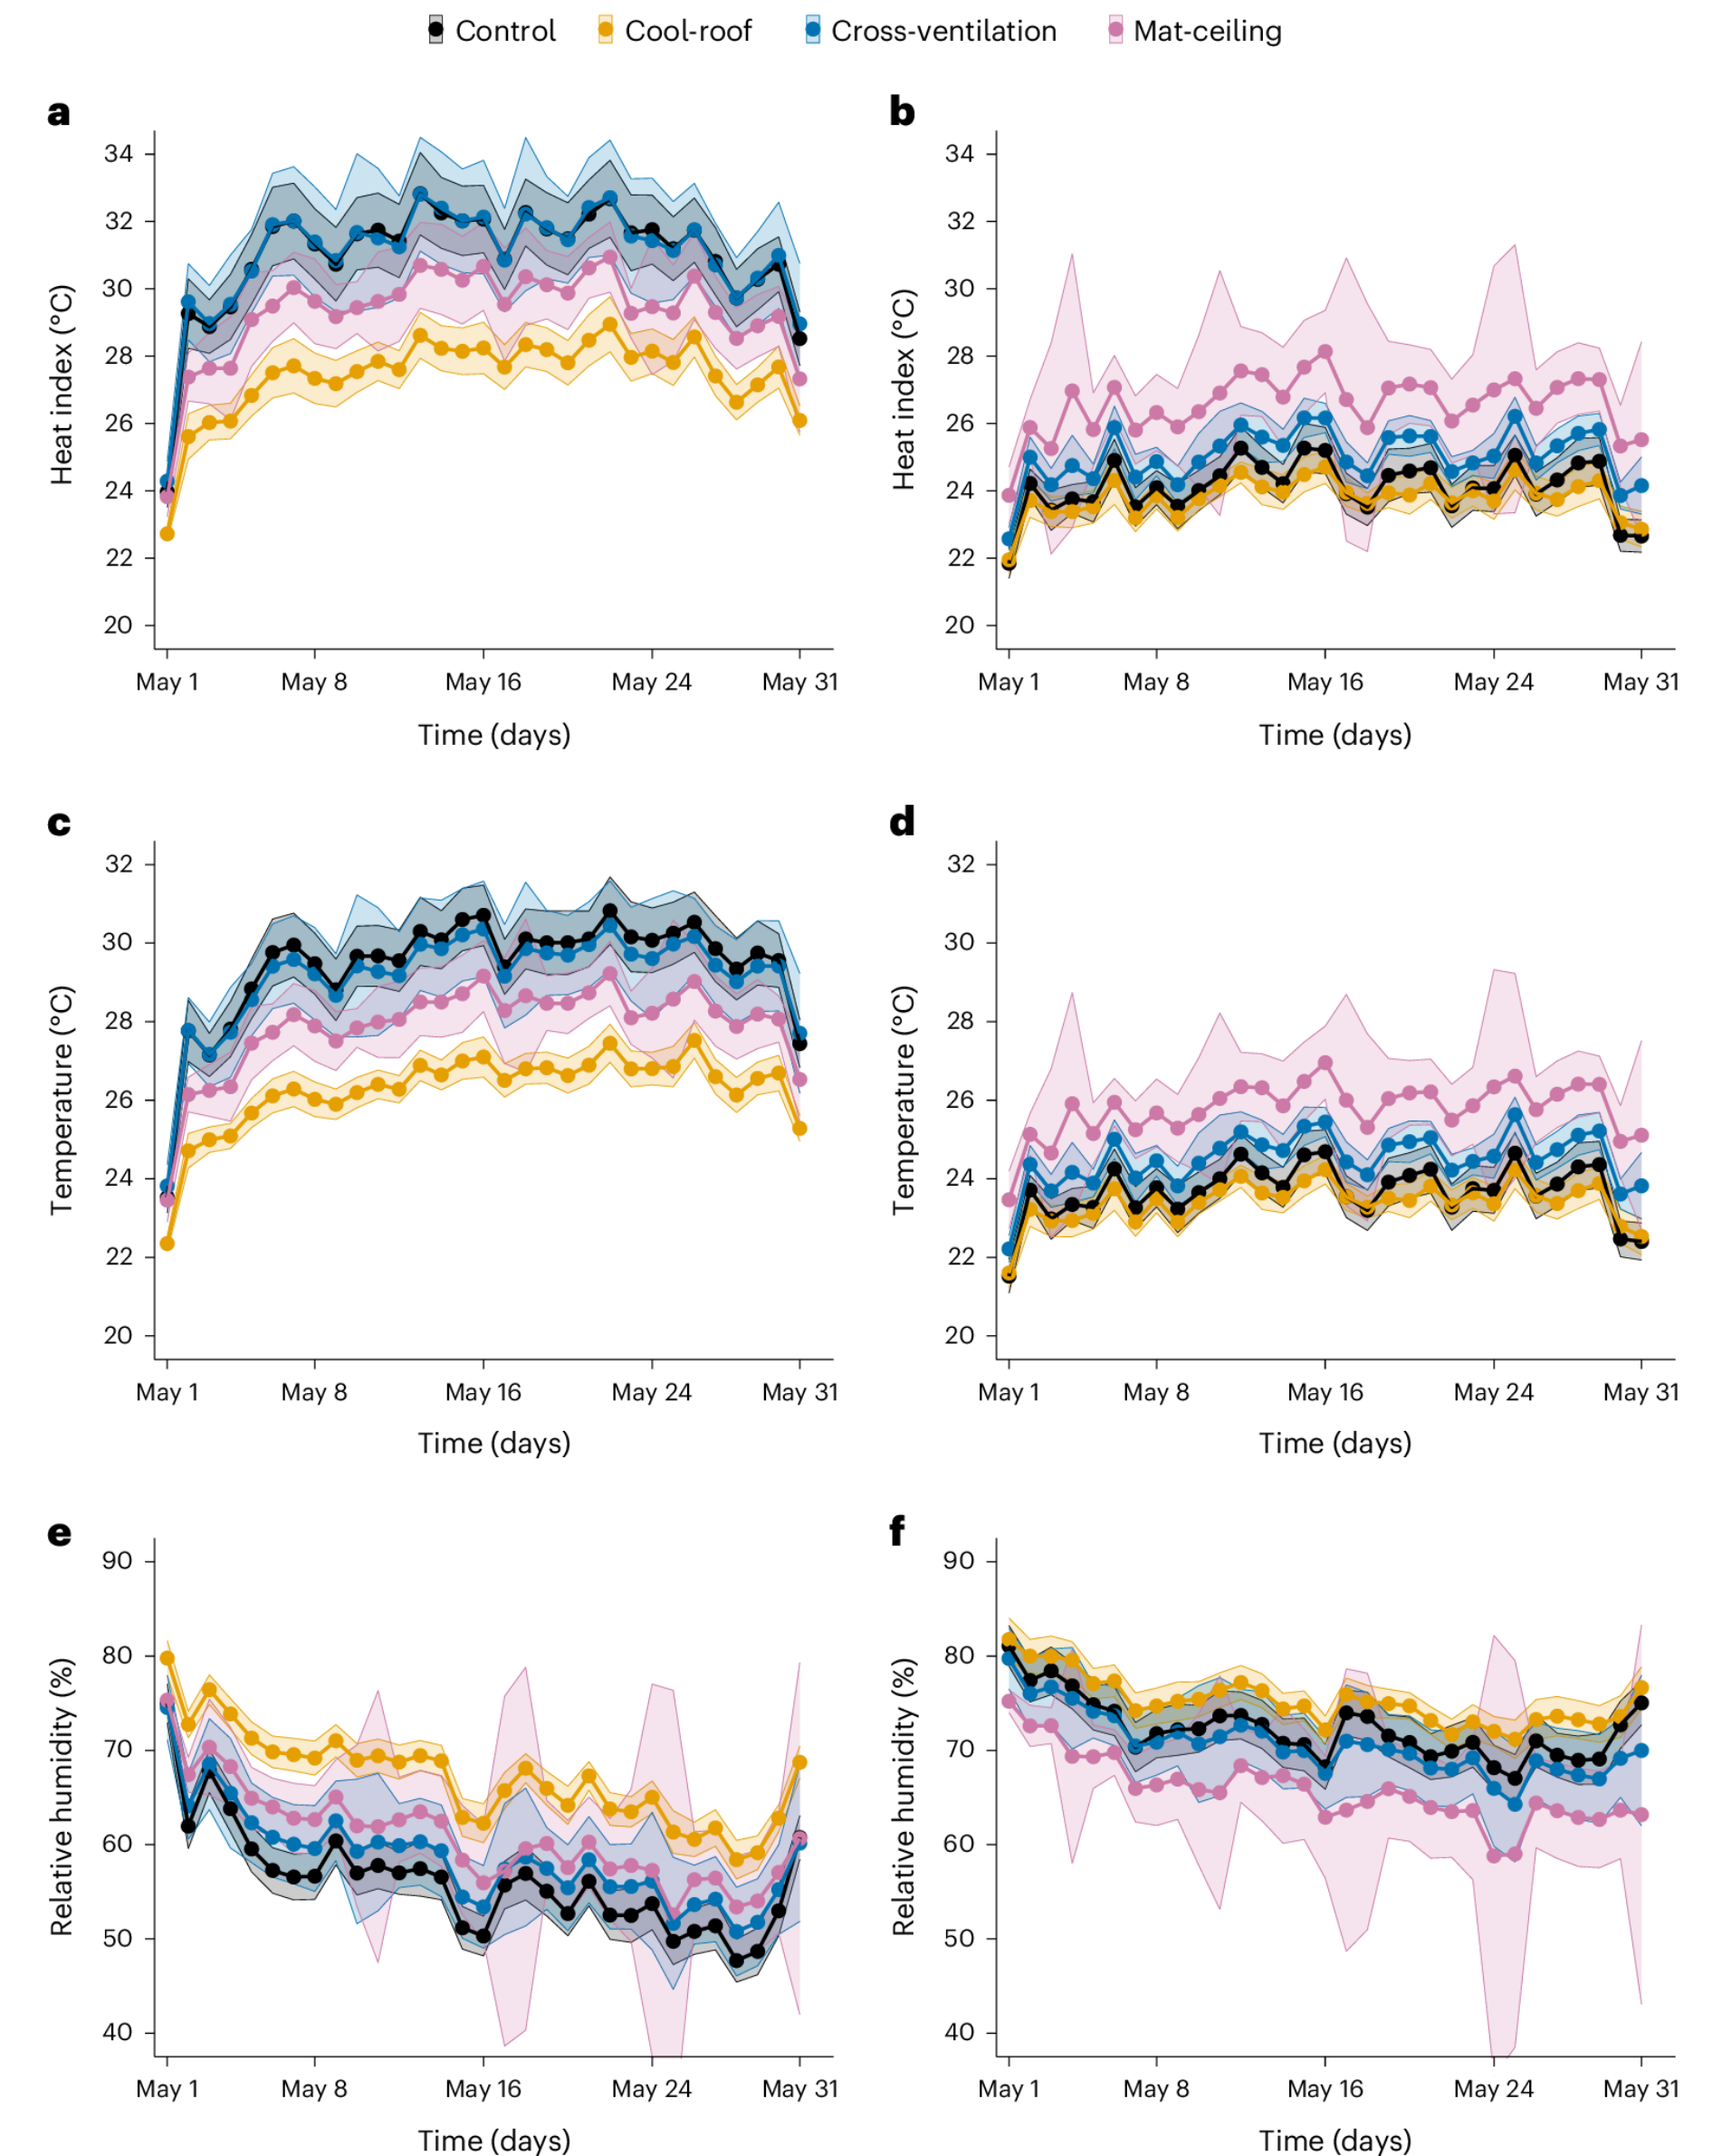 Control Cool-roof Cross-ventilation Mat-ceiling
a
34
32
30
28
26
24
22
20
Heat index (°C)
May 1 May 8 May 16 May 24 May 31
Time (days)
b
34
32
30
28
26
24
22
20
Heat index (°C)
May 1 May 8 May 16 May 24 May 31
Time (days)
c
32
30
28
26
24
22
20
Temperature (°C)
May 1 May 8 May 16 May 24 May 31
Time (days)
d
32
30
28
26
24
22
20
Temperature (°C)
May 1 May 8 May 16 May 24 May 31
Time (days)
e
90
80
70
60
50
40
Relative humidity (%)
May 1 May 8 May 16 May 24 May 31
Time (days)
f
90
80
70
60
50
40
Relative humidity (%)
May 1 May 8 May 16 May 24 May 31
Time (days)